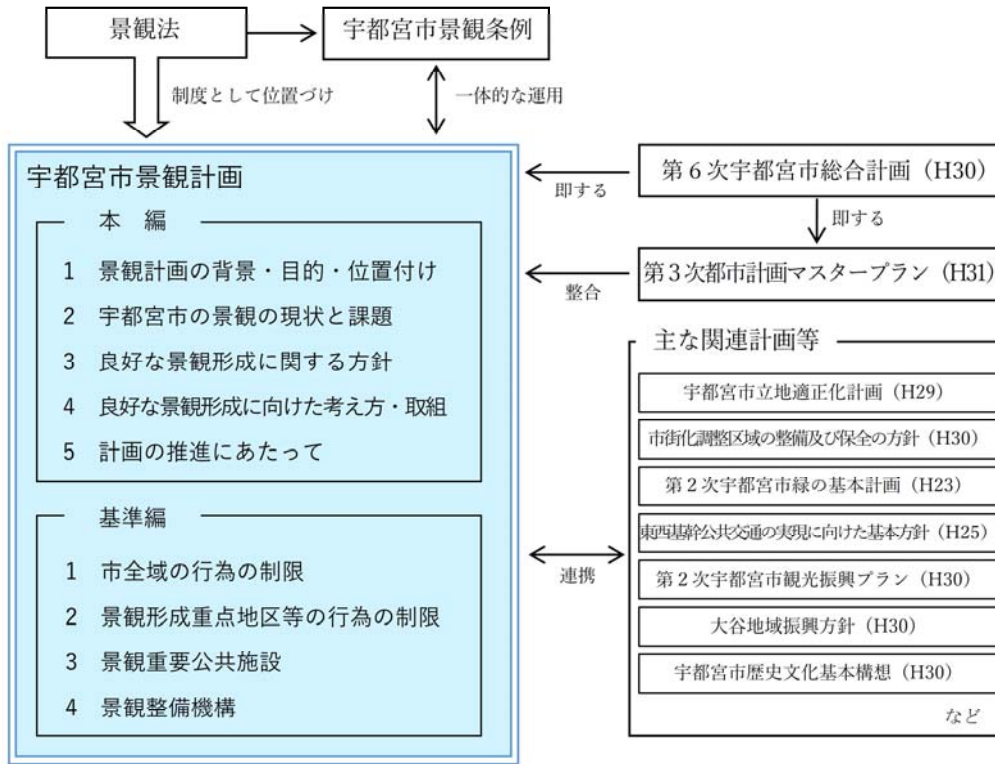 景観法
宇都宮市景観条例
制度として位置づけ
一体的な運用
宇都宮市景観計画
本　編
1　景観計画の背景・目的・位置付け
2　宇都宮市の景観の現状と課題
3　良好な景観形成に関する方針
4　良好な景観形成に向けた考え方・取組
5　計画の推進にあたって
基準編
1　市全域の行為の制限
2　景観形成重点地区等の行為の制限
3　景観重要公共施設
4　景観整備機構
即する
整合
連携
第6次宇都宮市総合計画（H30）
即する
第3次都市計画マスタープラン（H31）
主な関連計画等
宇都宮市立地適正化計画（H29）
市街化調整区域の整備及び保全の方針（H30）
第2次宇都宮市緑の基本計画（H23）
東西基幹公共交通の実現に向けた基本方針（H25）
第2次宇都宮市観光振興プラン（H30）
大谷地域振興方針（H30）
宇都宮市歴史文化基本構想（H30）
など